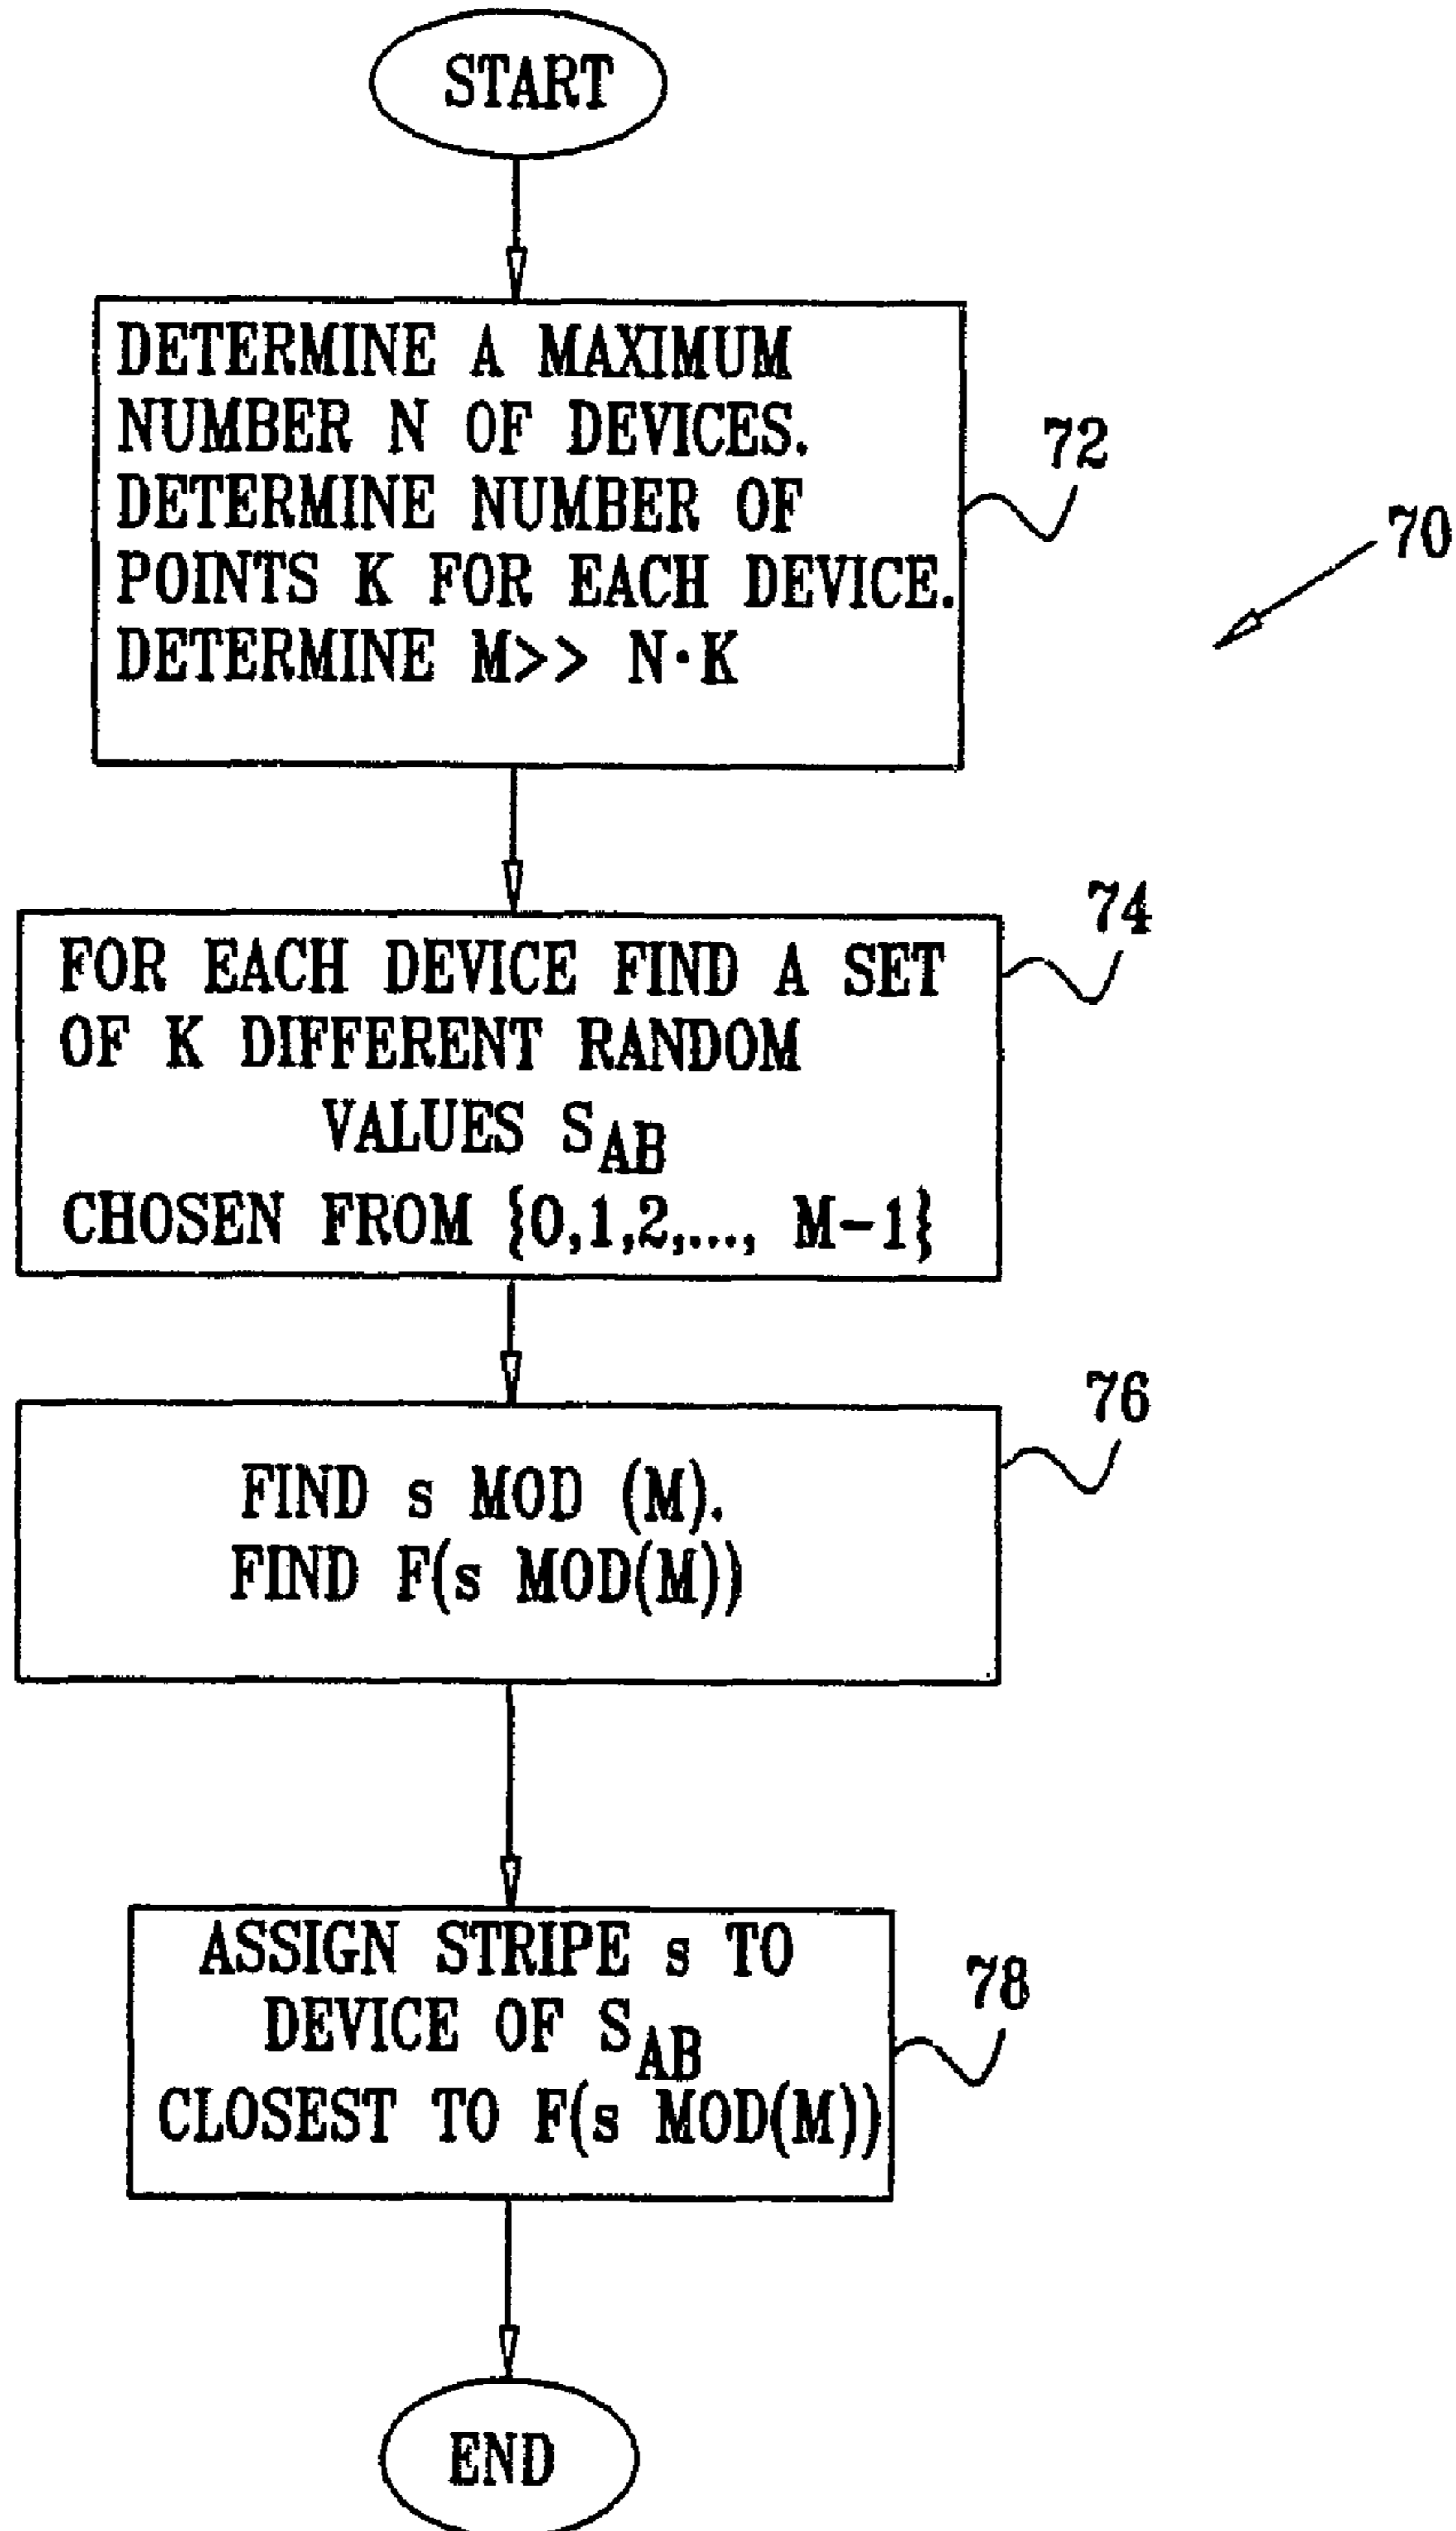 START
DETERMINE A MAXIMUM
NUMBER N OF DEVICES.
DETERMINE NUMBER OF
POINTS K FOR EACH DEVICE.
DETERMINE M>> N·K
72
70
FOR EACH DEVICE FIND A SET
OF K DIFFERENT RANDOM
VALUES S_AB
CHOSEN FROM {0,1,2,..., M-1}
74
FIND s MOD (M).
FIND F(s MOD(M))
76
ASSIGN STRIPE s TO
DEVICE OF S_AB
CLOSEST TO F(s MOD(M))
78
END